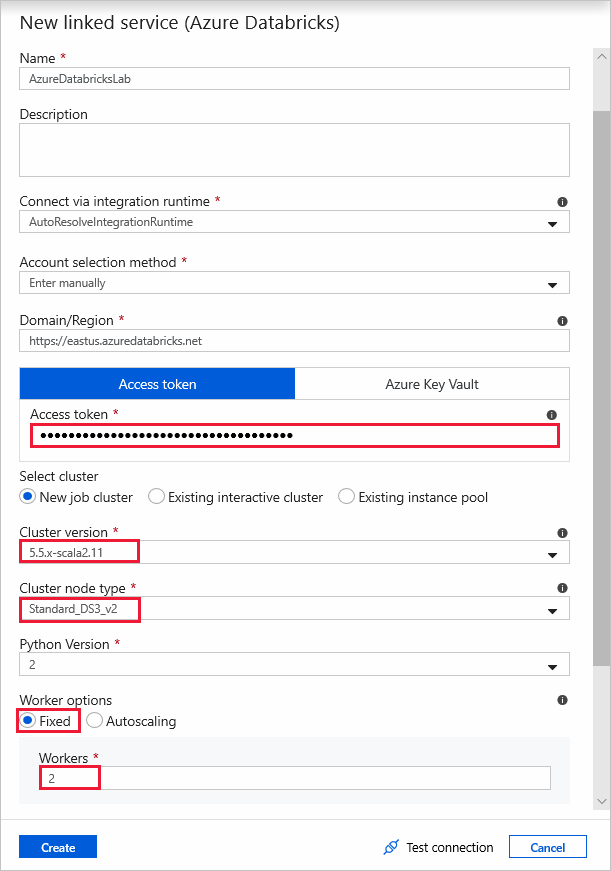 New linked service (Azure Databricks)
Name *
AzureDatabricksLab
Description
Connect via integration runtime *
AutoResolveIntegrationRuntime
Account selection method *
Enter manually
Domain/Region *
https://eastus.azuredatabricks.net
Access token Azure Key Vault
Access token *
••••••••••••••••••••••••••••••••••••
Select cluster
New job cluster Existing interactive cluster Existing instance pool
Cluster version *
5.5.x-scala2.11
Cluster node type *
Standard_DS3_v2
Python Version *
2
Worker options
Fixed Autoscaling
Workers *
2
Create Test connection Cancel